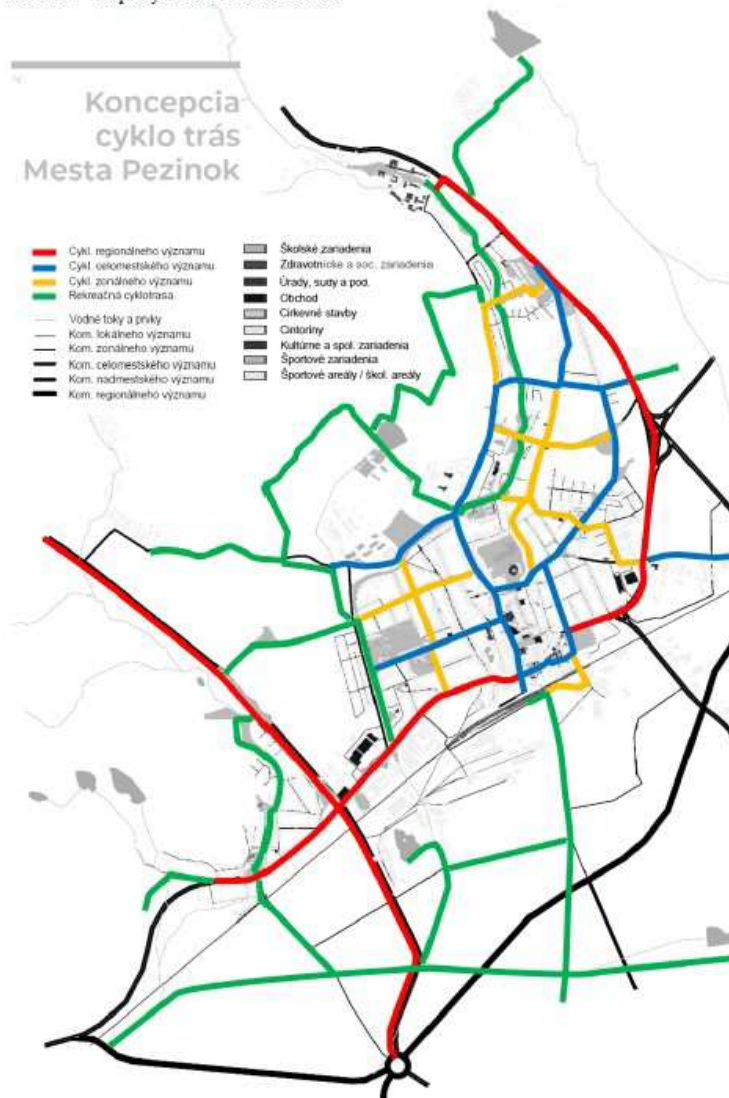 Koncepcia
cyklo trás
Mesta Pezinok
Cykl. regionálneho významu
Cykl. celomestského významu
Cykl. zonálneho významu
Rekreačná cyklotrasa
Vodné toky a prvky
Kom. lokálneho významu
Kom. zonálneho významu
Kom. celomestského významu
Kom. nadmestského významu
Kom. regionálneho významu
Školské zariadenia
Zdravotnícke a soc. zariadenia
Úrady, sudy a pod.
Obchod
Cirkevné stavby
Cintoríny
Kultúrne a spol. zariadenia
Športové zariadenia
Športové areály / škol. areály